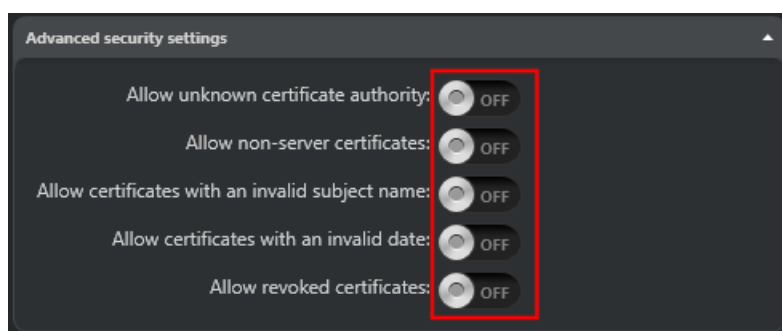 Advanced security settings
Allow unknown certificate authority: OFF
Allow non-server certificates: OFF
Allow certificates with an invalid subject name: OFF
Allow certificates with an invalid date: OFF
Allow revoked certificates: OFF